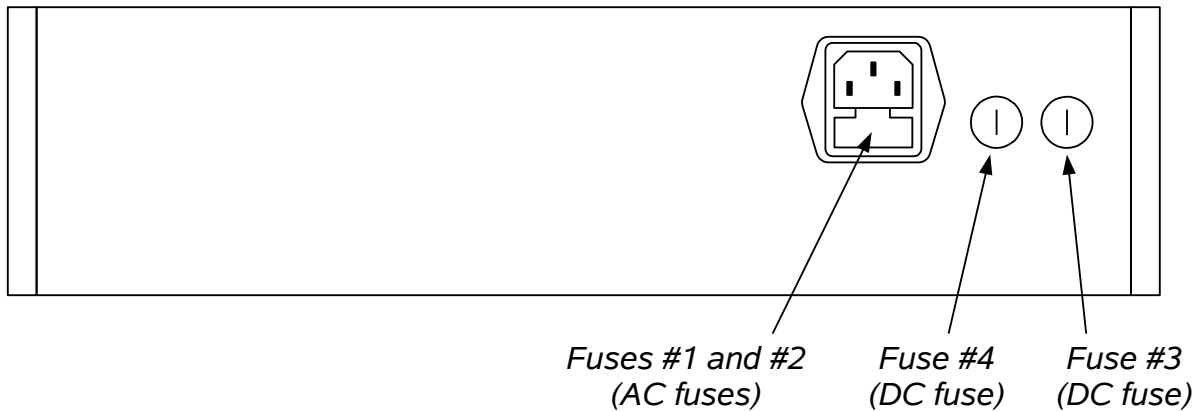 Fuses #1 and #2
(AC fuses)
Fuse #4
(DC fuse)
Fuse #3
(DC fuse)